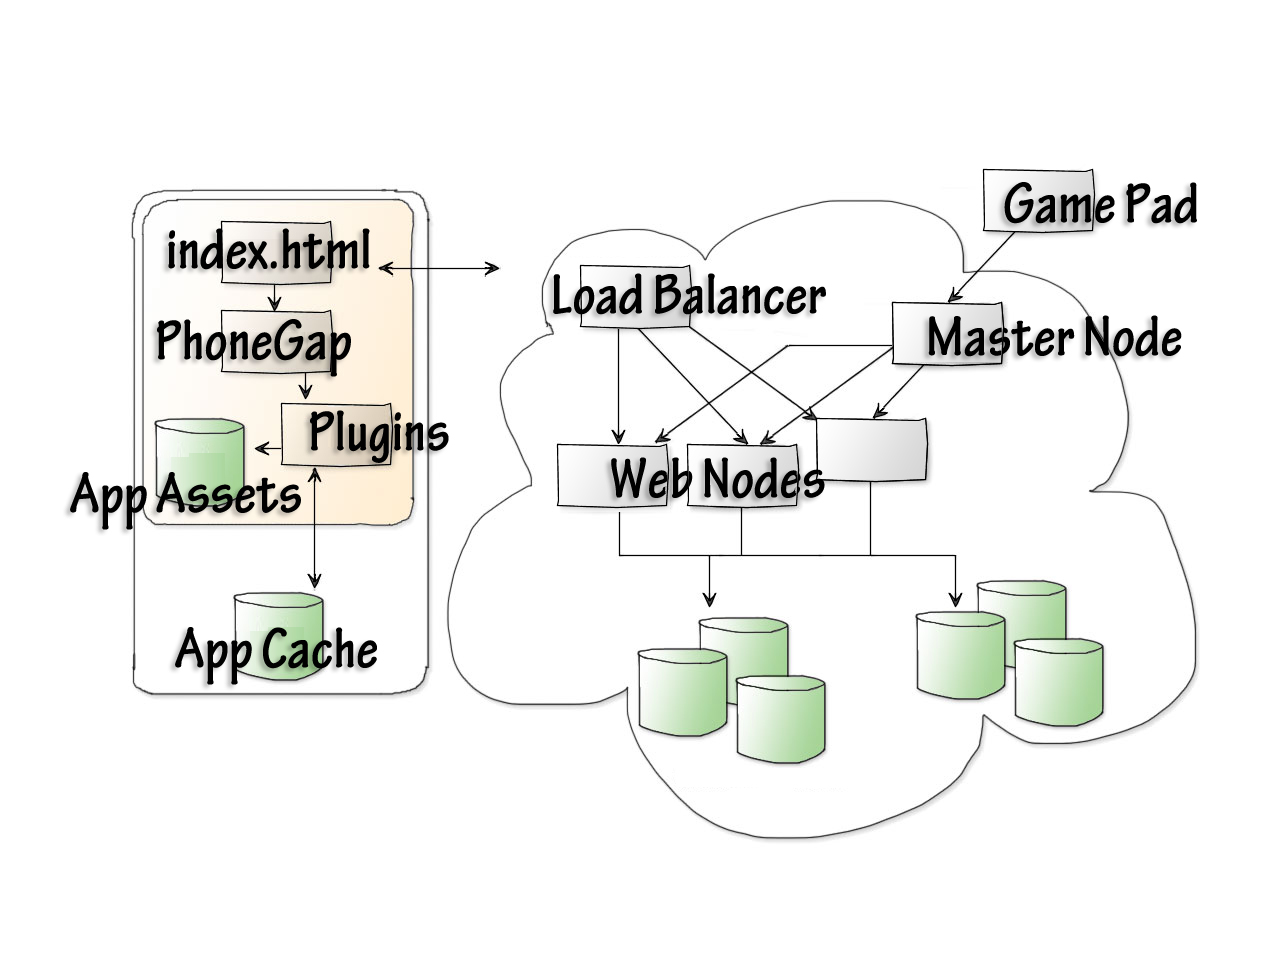 index.html
PhoneGap
Plugins
App Assets
App Cache
Load Balancer
Game Pad
Master Node
Web Nodes